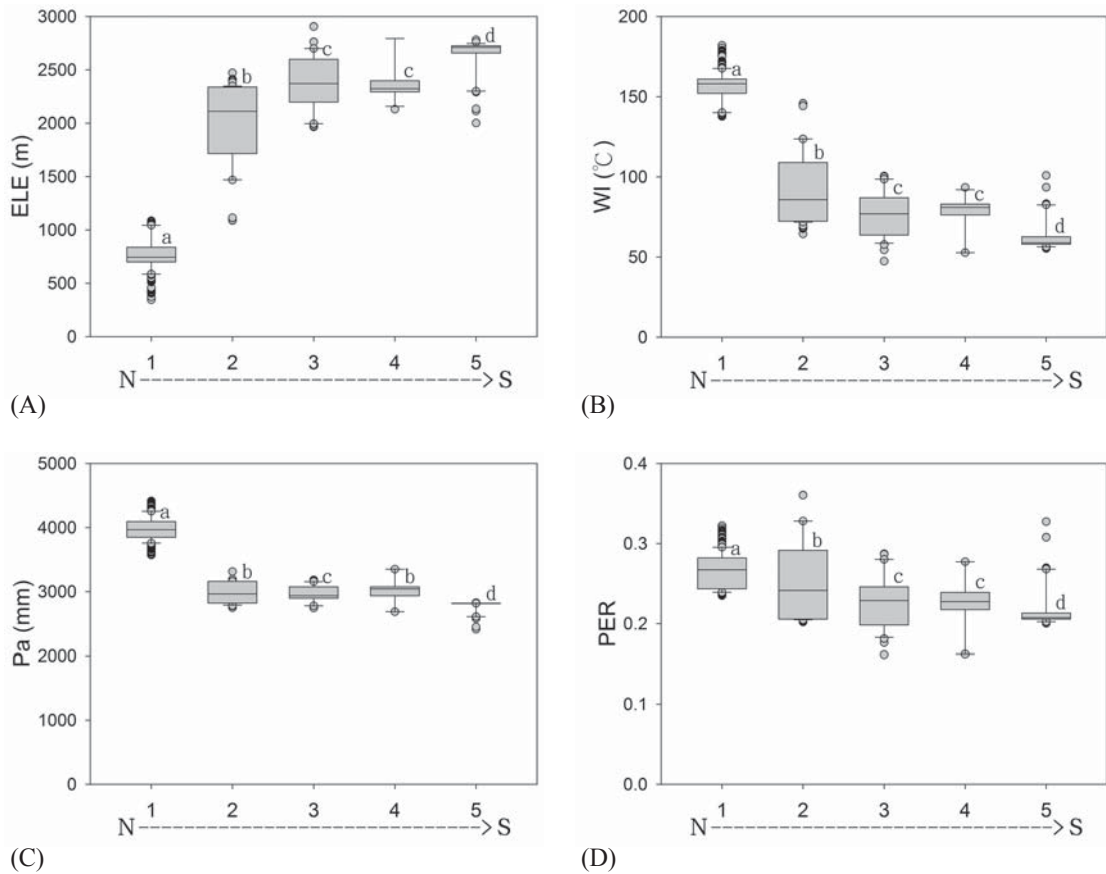 3000
2500
2000
1500
1000
500
0
ELE (m)
a
b
c
c
d
1 2 3 4 5
N---------------------->S
(A)
200
150
100
50
0
WI (℃)
a
b
c
c
d
1 2 3 4 5
N---------------------->S
(B)
5000
4000
3000
2000
1000
0
Pa (mm)
a
b
c
b
d
1 2 3 4 5
N---------------------->S
(C)
0.4
0.3
0.2
0.1
0.0
PER
a
b
c
c
d
1 2 3 4 5
N---------------------->S
(D)